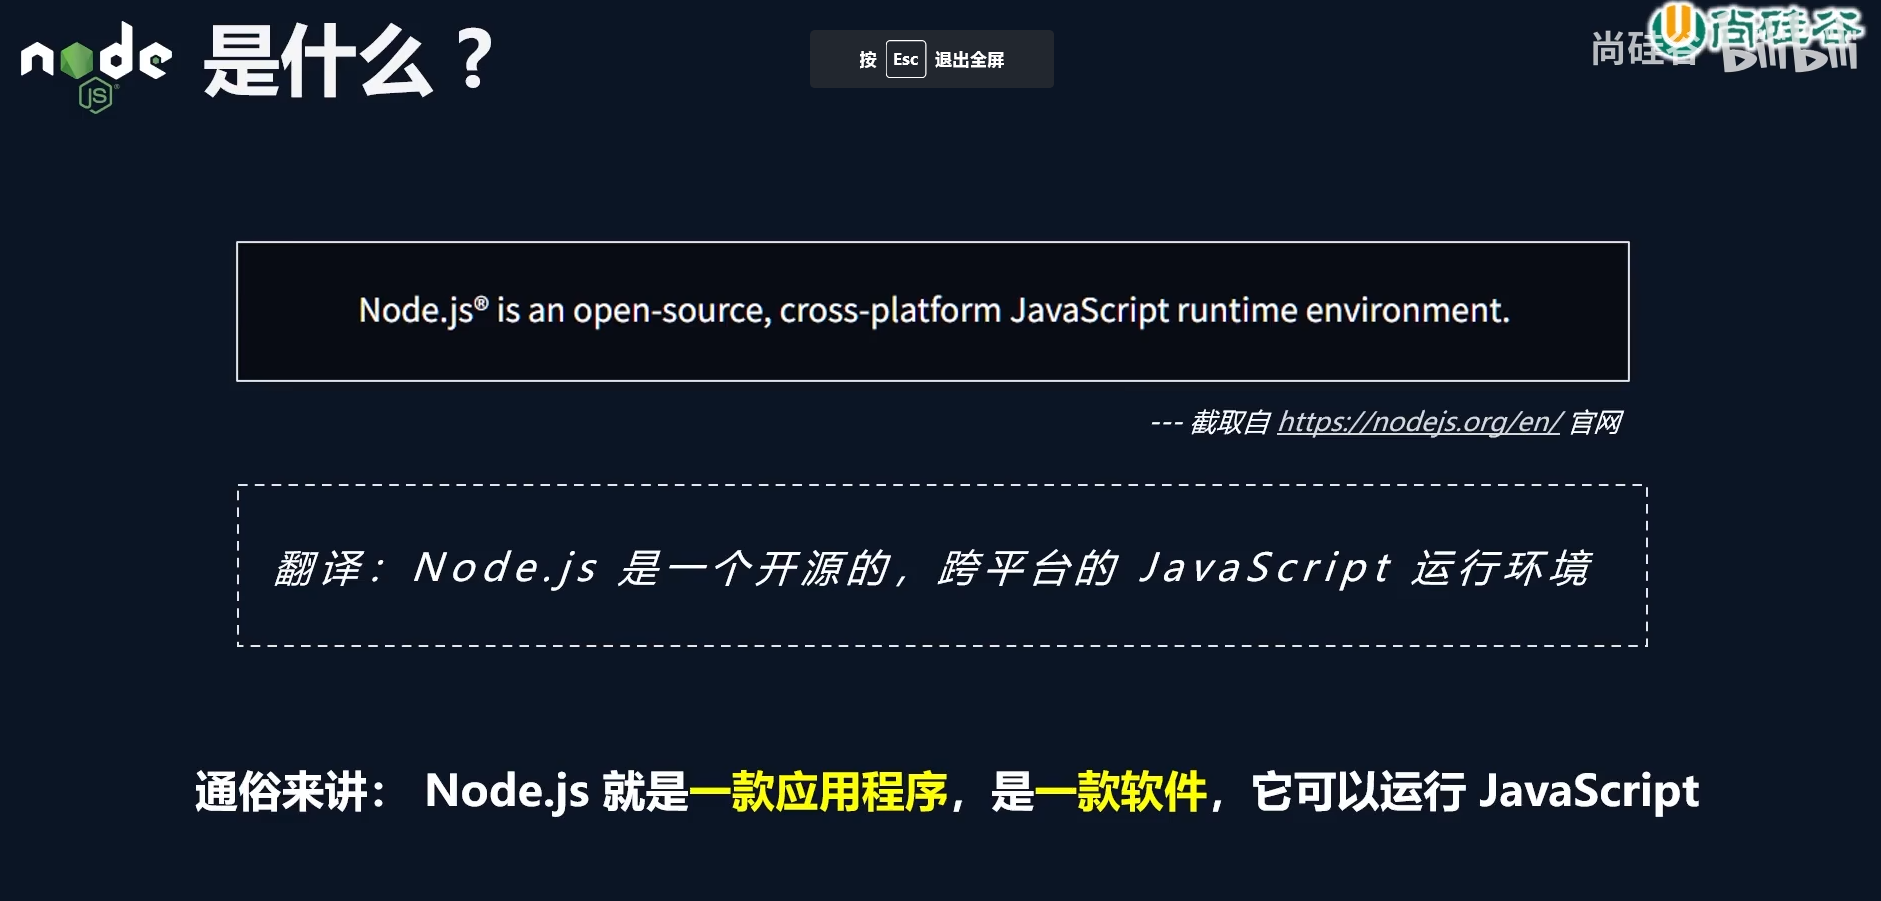 node 是什么？
JS
按 Esc 退出全屏
尚硅谷 bilibili
尚硅谷
Node.js® is an open-source, cross-platform JavaScript runtime environment.
--- 截取自 https://nodejs.org/en/ 官网
翻译：Node.js 是一个开源的，跨平台的 JavaScript 运行环境
通俗来讲： Node.js 就是一款应用程序，是一款软件，它可以运行 JavaScript